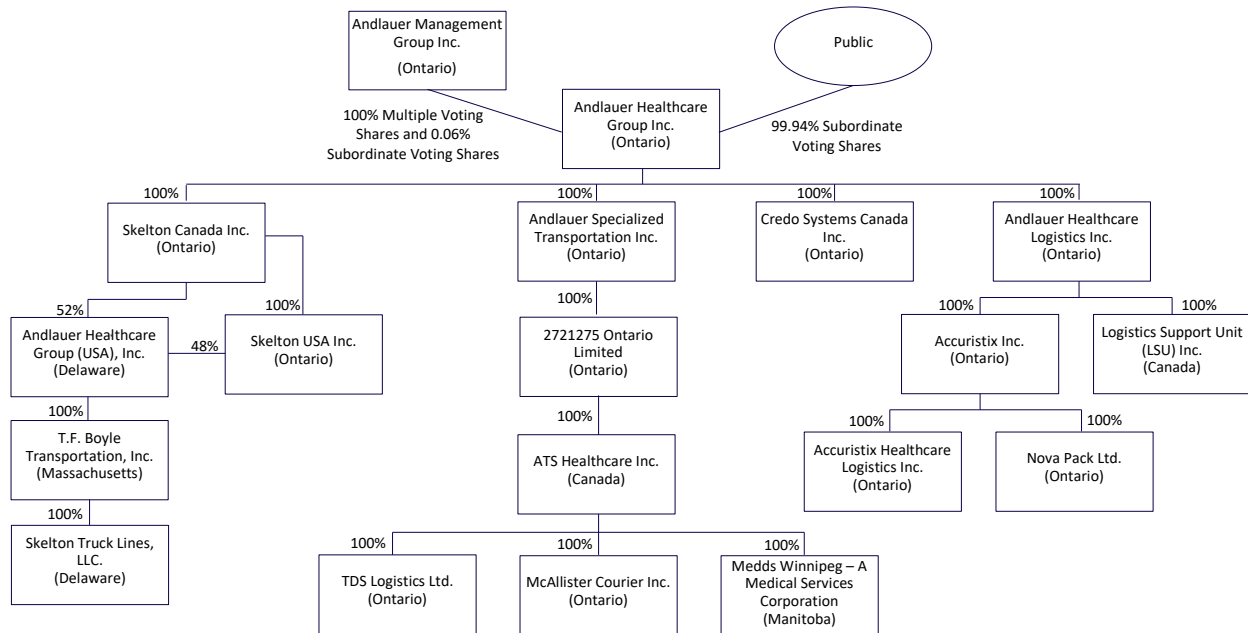 Andlauer Management
Group Inc.
(Ontario)
Public
100% Multiple Voting
Shares and 0.06%
Subordinate Voting Shares
Andlauer Healthcare
Group Inc.
(Ontario)
99.94% Subordinate
Voting Shares
100%
100%
100%
100%
Skelton Canada Inc.
(Ontario)
Andlauer Specialized
Transportation Inc.
(Ontario)
Credo Systems Canada
Inc.
(Ontario)
Andlauer Healthcare
Logistics Inc.
(Ontario)
52%
100%
100%
100%
100%
Andlauer Healthcare
Group (USA), Inc.
(Delaware)
48%
Skelton USA Inc.
(Ontario)
2721275 Ontario
Limited
(Ontario)
Accuristix Inc.
(Ontario)
Logistics Support Unit
(LSU) Inc.
(Canada)
100%
100%
100%
100%
T.F. Boyle
Transportation, Inc.
(Massachusetts)
ATS Healthcare Inc.
(Canada)
Accuristix Healthcare
Logistics Inc.
(Ontario)
Nova Pack Ltd.
(Ontario)
100%
100%
100%
100%
Skelton Truck Lines,
LLC.
(Delaware)
TDS Logistics Ltd.
(Ontario)
McAllister Courier Inc.
(Ontario)
Medds Winnipeg – A
Medical Services
Corporation
(Manitoba)